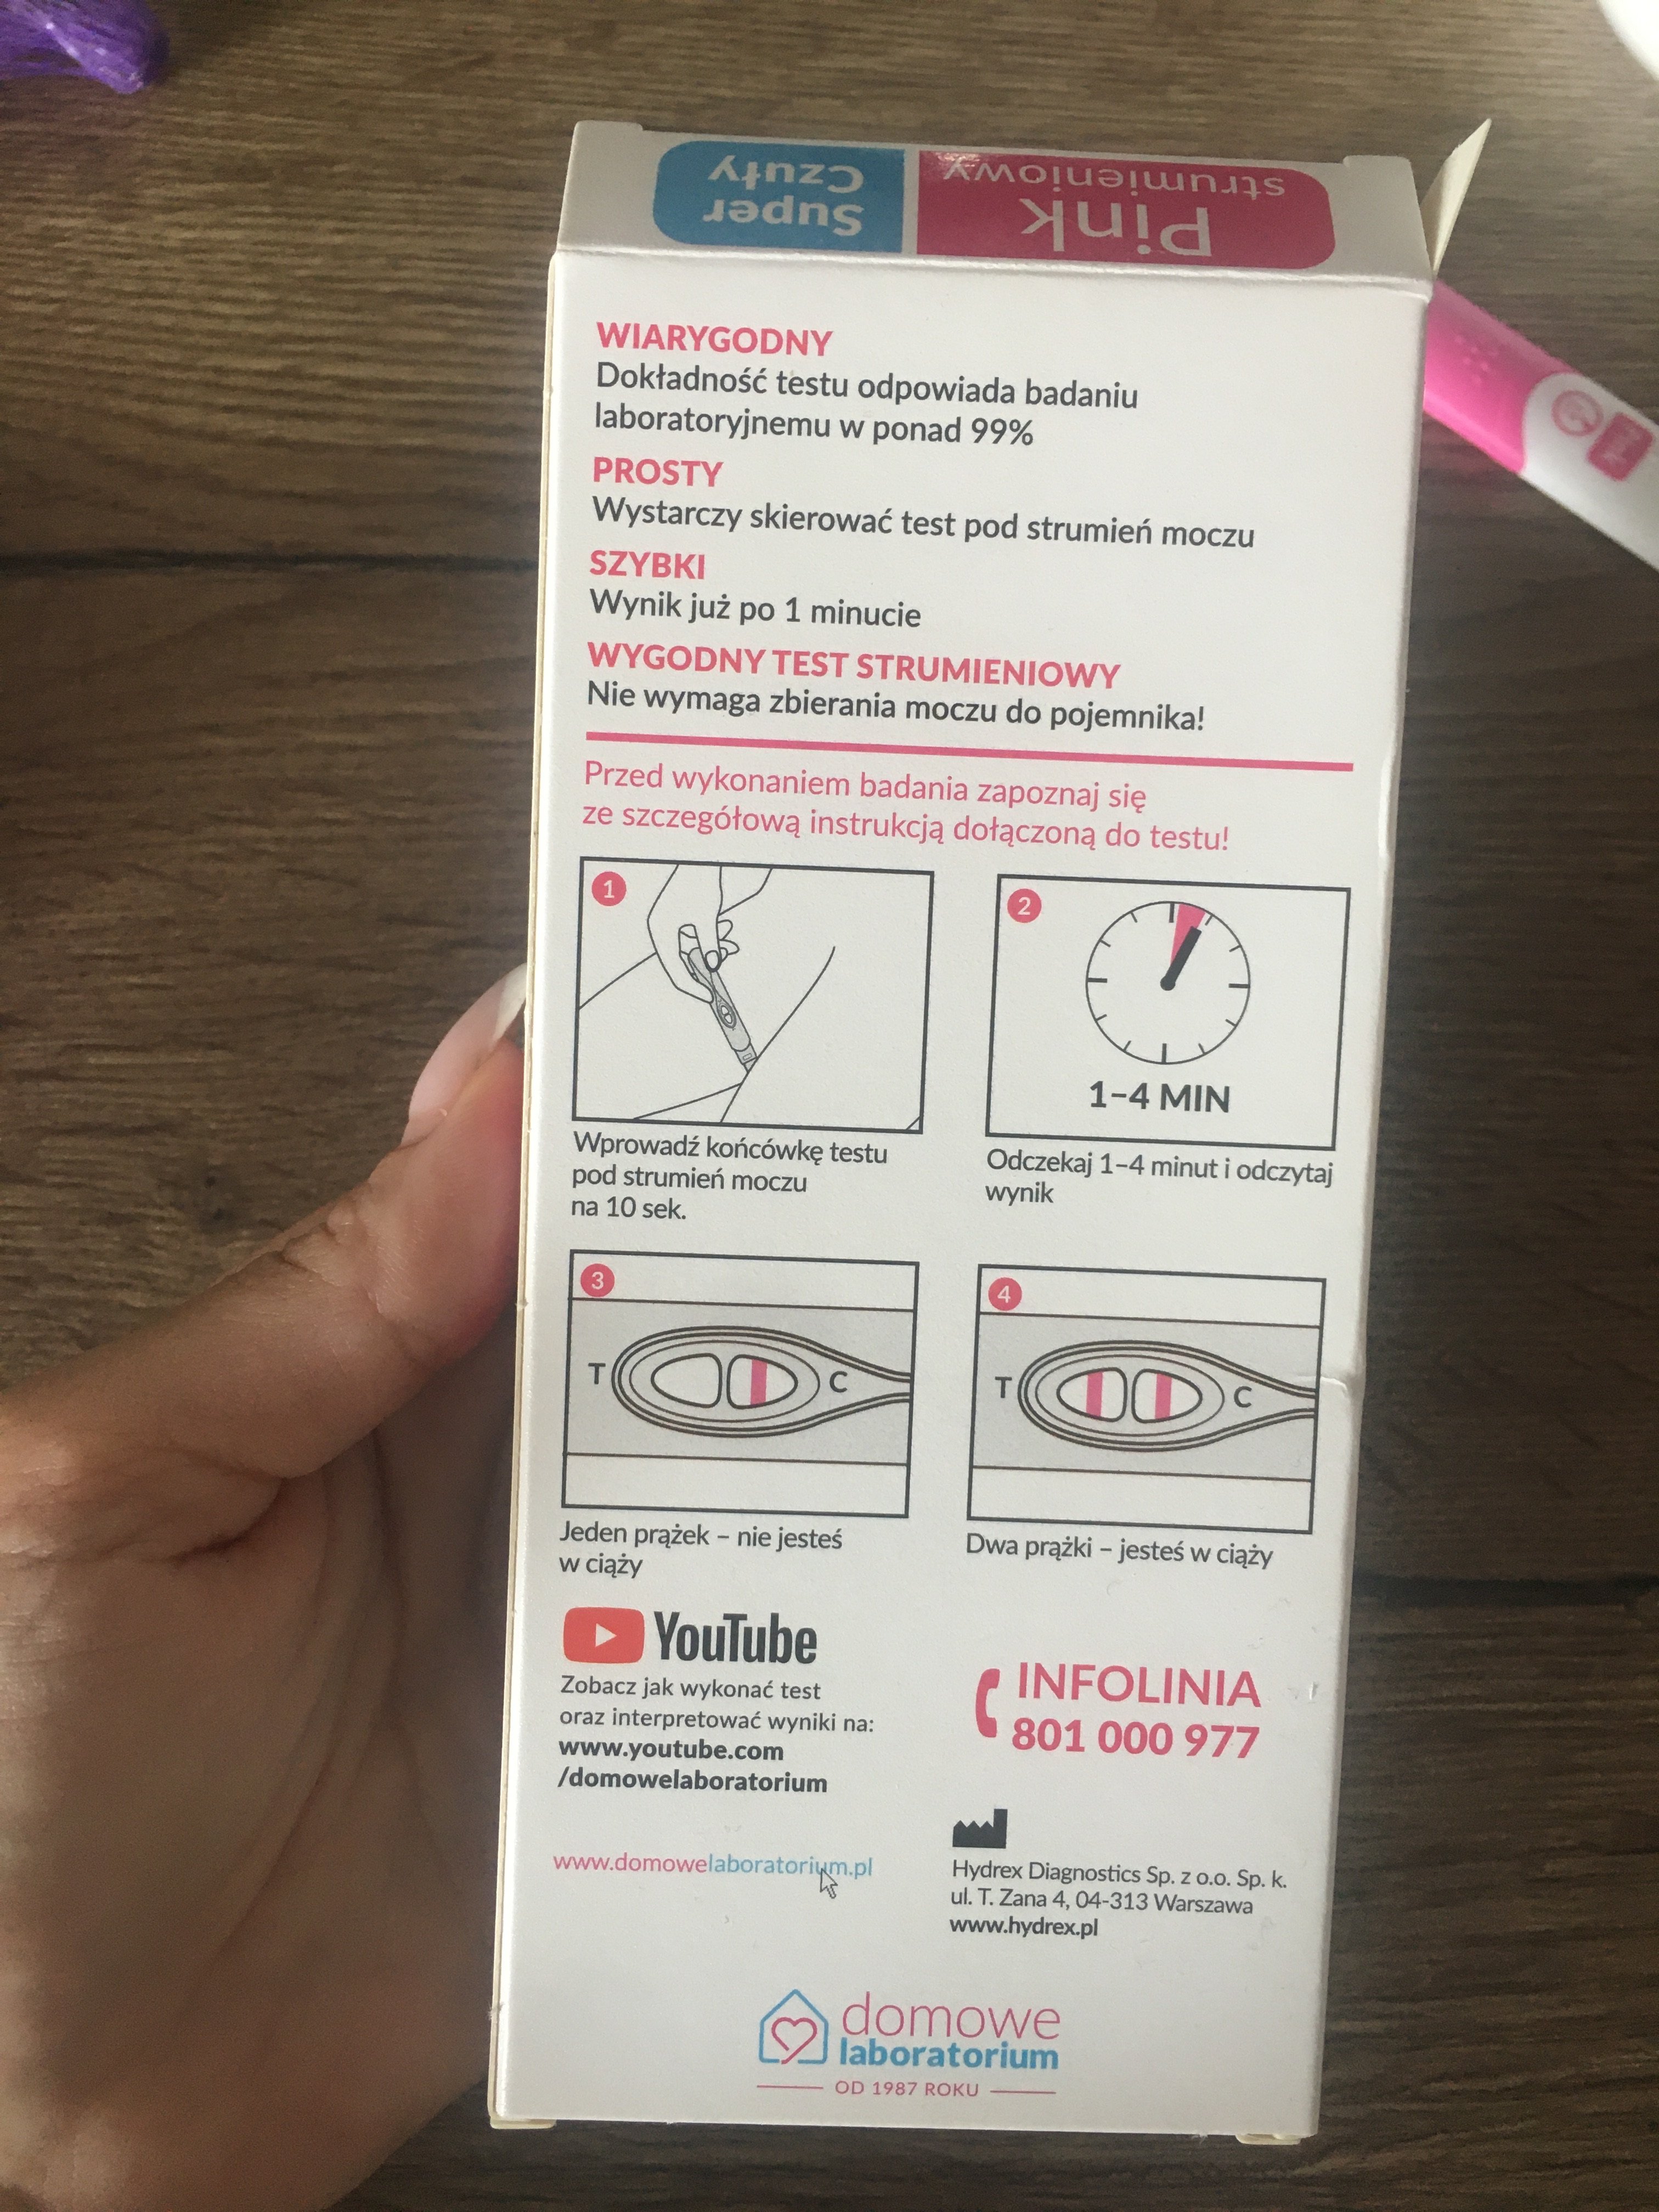 Pink
strumieniowy
Super
Czuły
WIARYGODNY
Dokładność testu odpowiada badaniu
laboratoryjnemu w ponad 99%
PROSTY
Wystarczy skierować test pod strumień moczu
SZYBKI
Wynik już po 1 minucie
WYGODNY TEST STRUMIENIOWY
Nie wymaga zbierania moczu do pojemnika!
Przed wykonaniem badania zapoznaj się
ze szczegółową instrukcją dołączoną do testu!
1
Wprowadź końcówkę testu
pod strumień moczu
na 10 sek.
2
1–4 MIN
Odczekaj 1–4 minut i odczytaj
wynik
3
T C
Jeden prążek – nie jesteś
w ciąży
4
T C
Dwa prążki – jesteś w ciąży
YouTube
Zobacz jak wykonać test
oraz interpretować wyniki na:
www.youtube.com
/domowelaboratorium
www.domowelaboratorium.pl
INFOLINIA
801 000 977
Hydrex Diagnostics Sp. z o.o. Sp. k.
ul. T. Zana 4, 04-313 Warszawa
www.hydrex.pl
domowe
laboratorium
OD 1987 ROKU